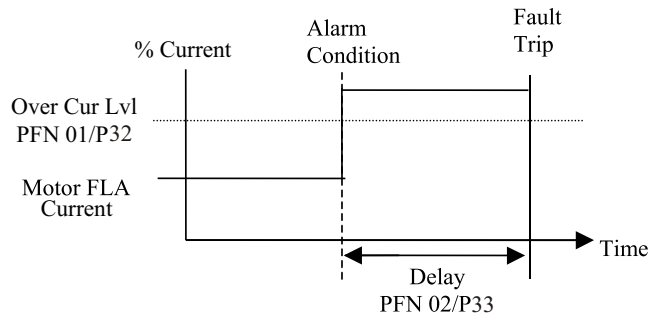 Fault
Trip
Alarm
Condition
% Current
Over Cur Lvl
PFN 01/P32
Motor FLA
Current
Time
Delay
PFN 02/P33